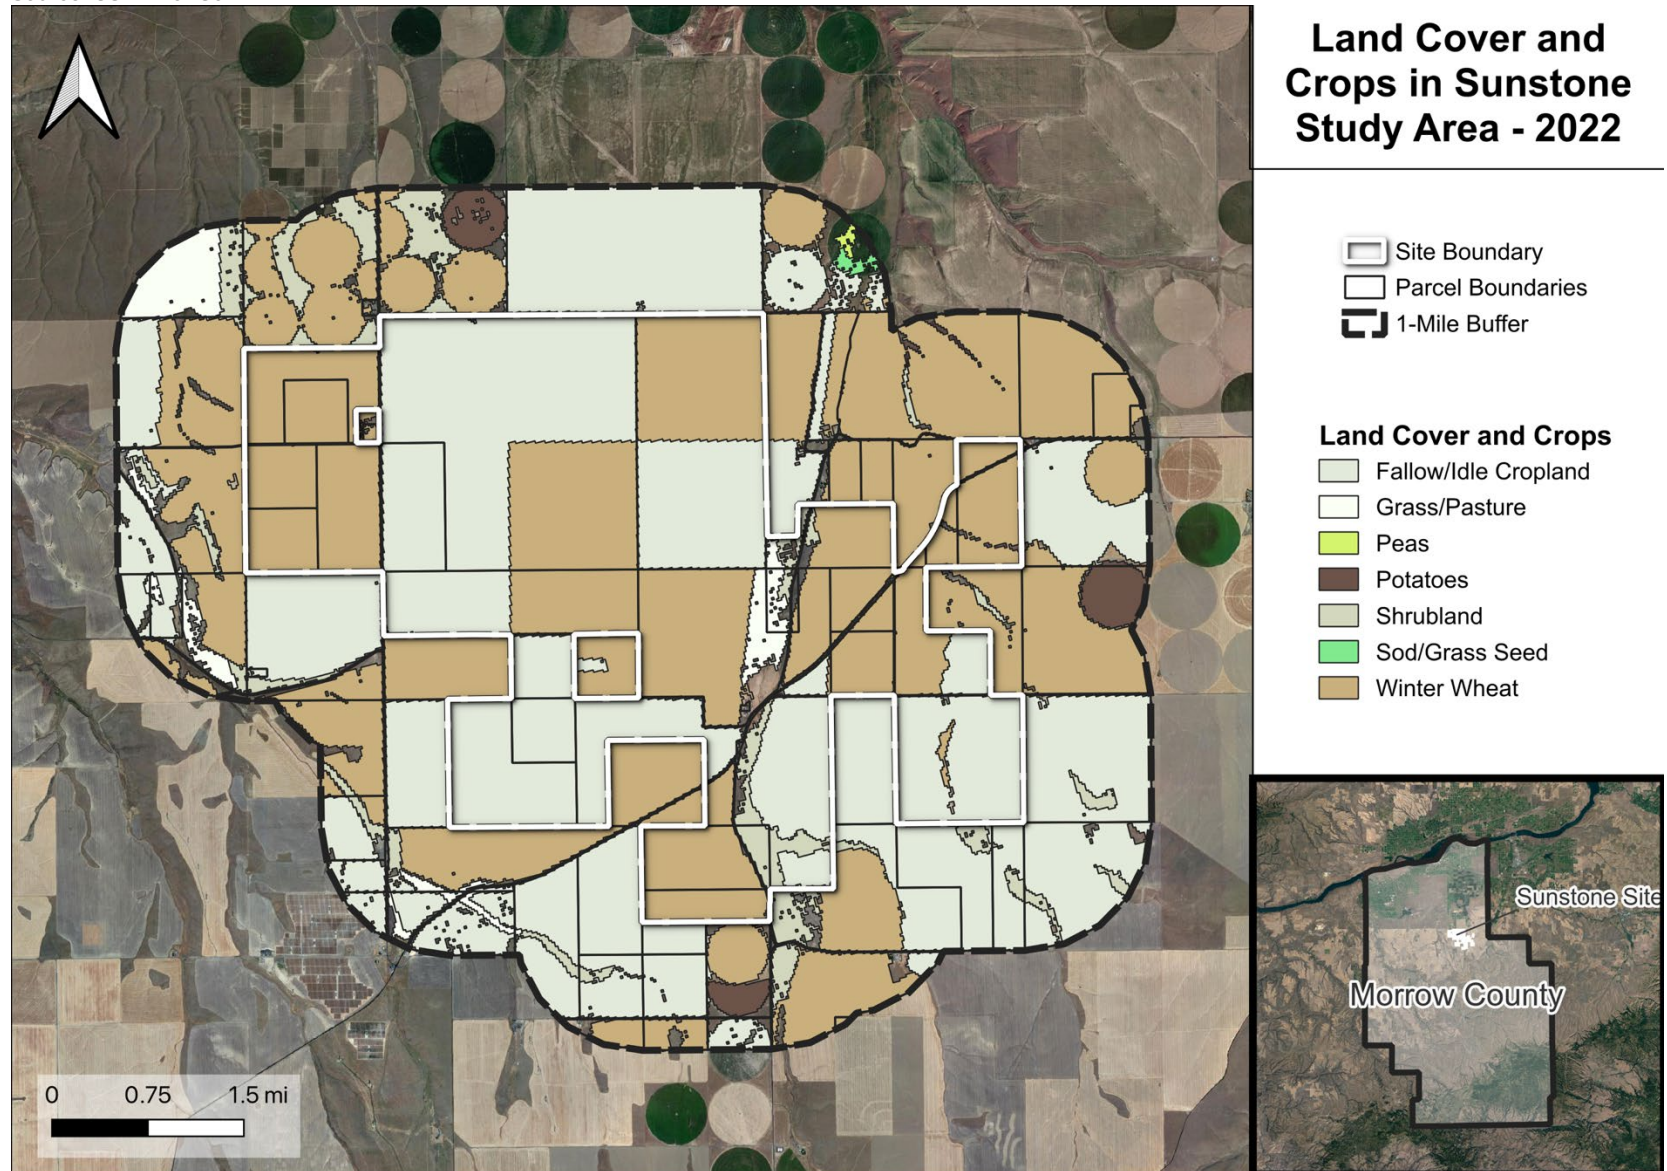 Land Cover and
Crops in Sunstone
Study Area - 2022
Site Boundary
Parcel Boundaries
1-Mile Buffer
Land Cover and Crops
Fallow/Idle Cropland
Grass/Pasture
Peas
Potatoes
Shrubland
Sod/Grass Seed
Winter Wheat
Sunstone Site
Morrow County
0 0.75 1.5 mi